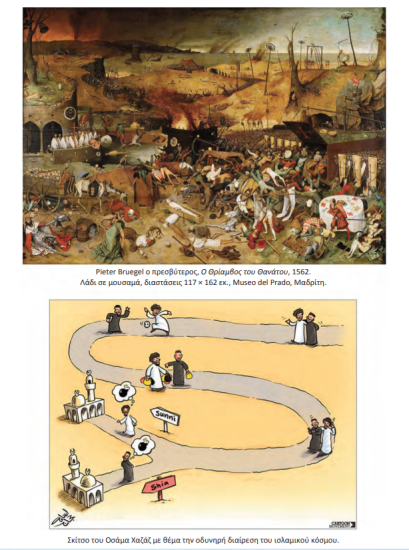 Pieter Bruegel ο πρεσβύτερος, Ο Θρίαμβος του Θανάτου, 1562.
Λάδι σε μουσαμά, διαστάσεις 117 × 162 εκ., Museo del Prado, Μαδρίτη.
Sunni
Shia
CARTOON
MOVEMENT
Σκίτσο του Οσάμα Χαζάζ με θέμα την οδυνηρή διαίρεση του ισλαμικού κόσμου.